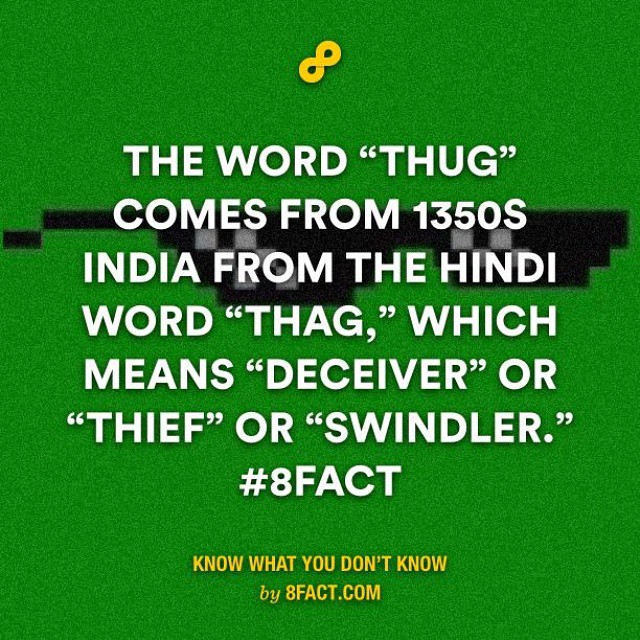 THE WORD “THUG”
COMES FROM 1350S
INDIA FROM THE HINDI
WORD “THAG,” WHICH
MEANS “DECEIVER” OR
“THIEF” OR “SWINDLER.”
#8FACT
KNOW WHAT YOU DON’T KNOW
by 8FACT.COM